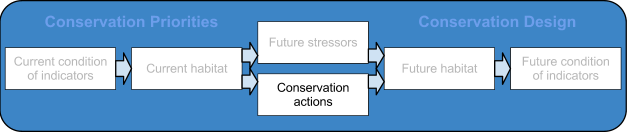 Conservation Priorities
Conservation Design
Current condition
of indicators
Current habitat
Future stressors
Conservation
actions
Future habitat
Future condition
of indicators